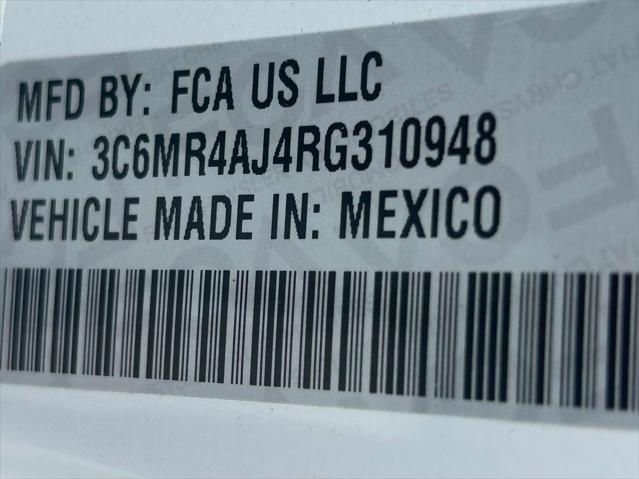 MFD BY: FCA US LLC
VIN: 3C6MR4AJ4RG310948
VEHICLE MADE IN: MEXICO